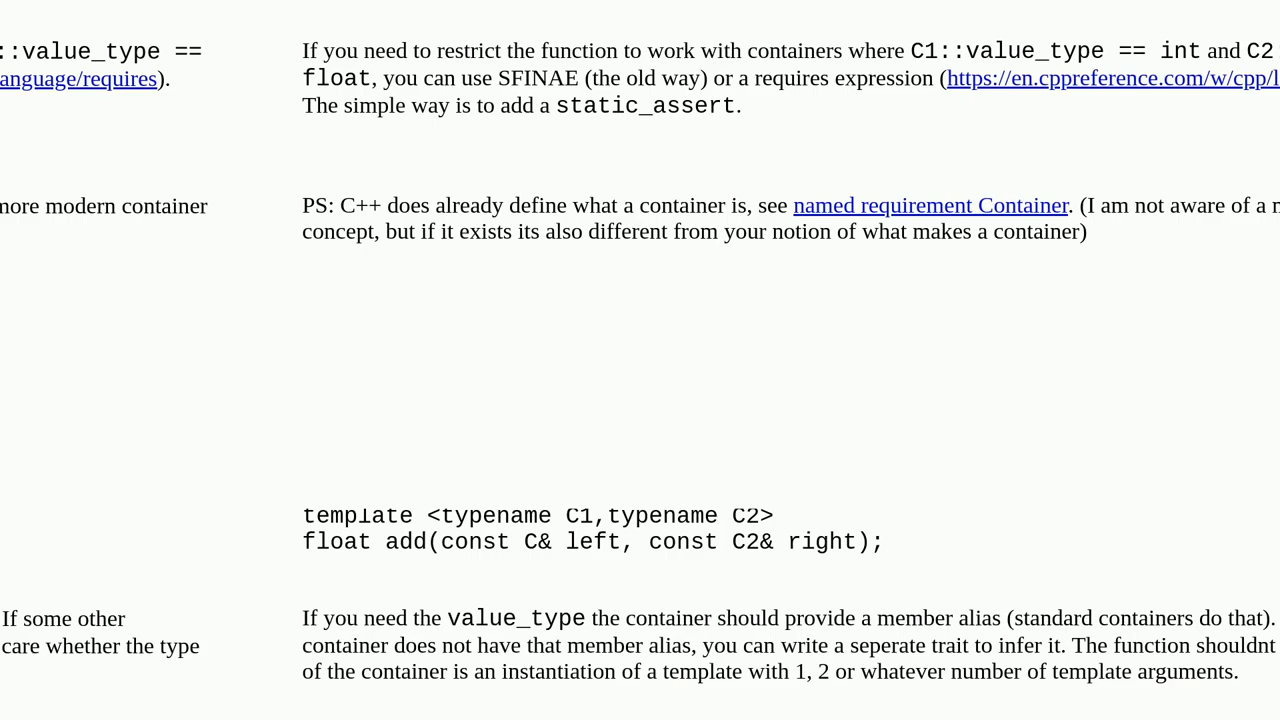 ::value_type ==
anguage/requires).
more modern container
If some other
care whether the type
If you need to restrict the function to work with containers where C1::value_type == int and C2
float, you can use SFINAE (the old way) or a requires expression (https://en.cppreference.com/w/cpp/l
The simple way is to add a static_assert.
PS: C++ does already define what a container is, see named requirement Container. (I am not aware of a
concept, but if it exists its also different from your notion of what makes a container)
template <typename C1,typename C2>
float add(const C& left, const C2& right);
If you need the value_type the container should provide a member alias (standard containers do that).
container does not have that member alias, you can write a seperate trait to infer it. The function shouldnt
of the container is an instantiation of a template with 1, 2 or whatever number of template arguments.